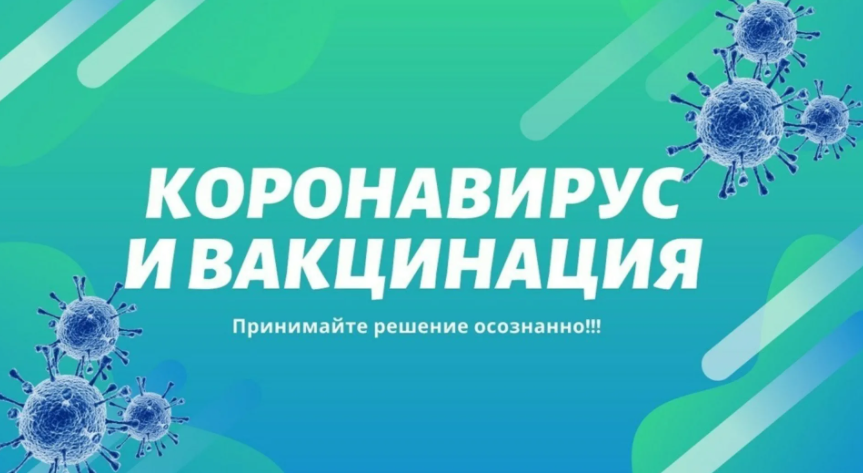 КОРОНАВИРУС
И ВАКЦИНАЦИЯ
Принимайте решение осознанно!!!